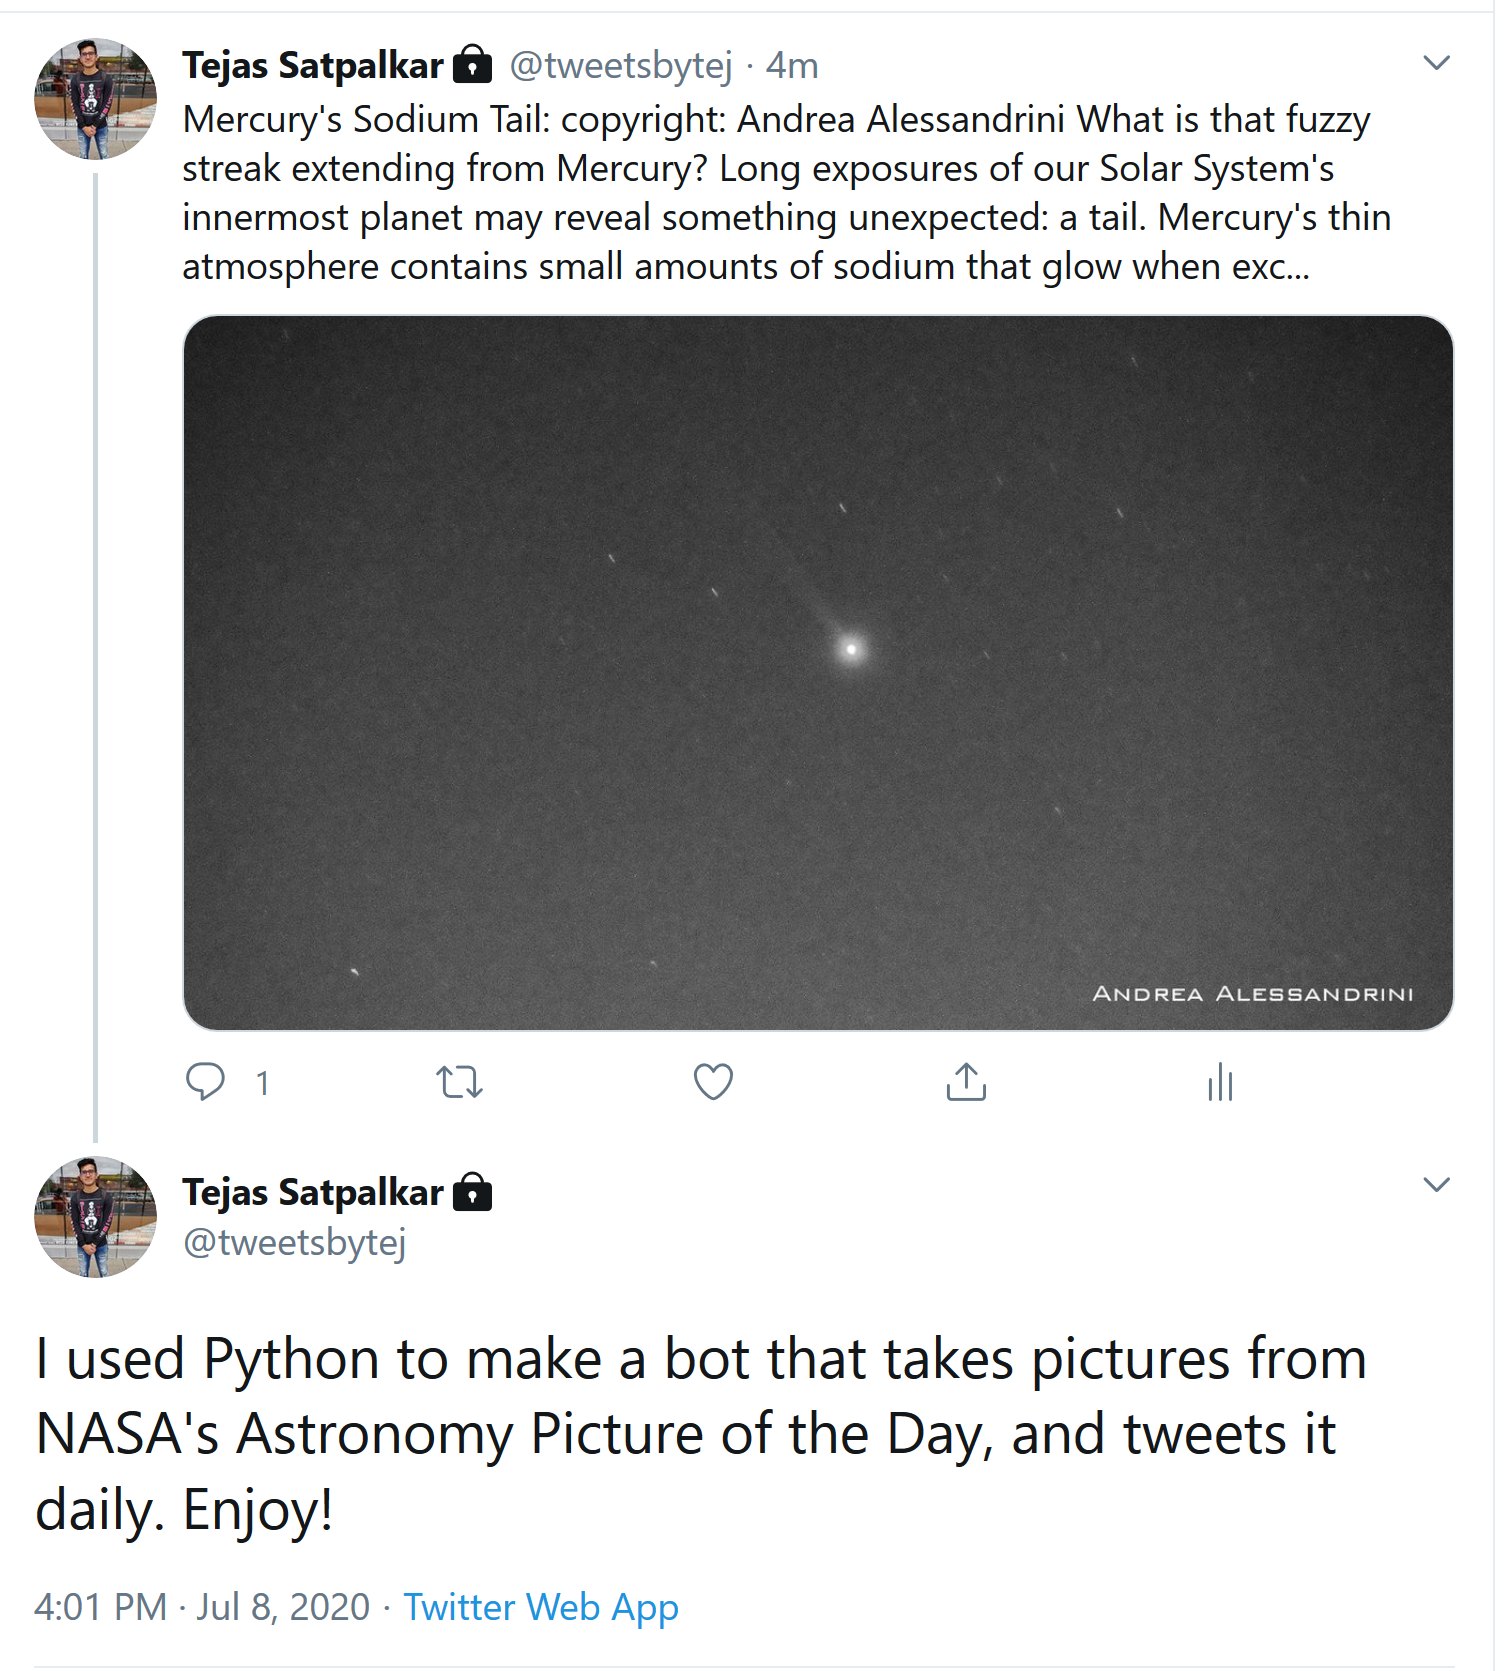 Tejas Satpalkar @tweetsbytej · 4m
Mercury's Sodium Tail: copyright: Andrea Alessandrini What is that fuzzy
streak extending from Mercury? Long exposures of our Solar System's
innermost planet may reveal something unexpected: a tail. Mercury's thin
atmosphere contains small amounts of sodium that glow when exc...
ANDREA ALESSANDRINI
1
Tejas Satpalkar
@tweetsbytej
I used Python to make a bot that takes pictures from
NASA's Astronomy Picture of the Day, and tweets it
daily. Enjoy!
4:01 PM · Jul 8, 2020 · Twitter Web App